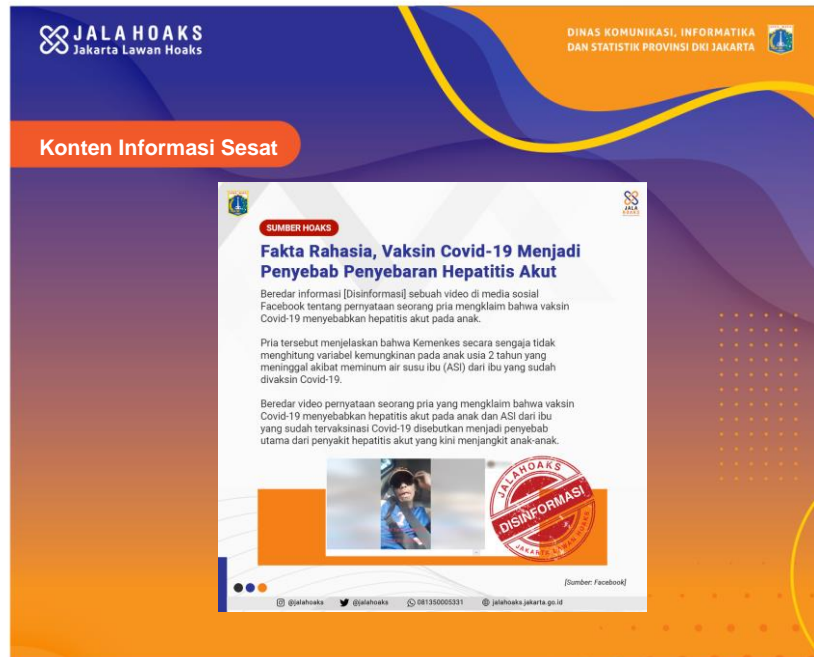 JALAHOAKS
Jakarta Lawan Hoaks
DINAS KOMUNIKASI, INFORMATIKA
DAN STATISTIK PROVINSI DKI JAKARTA
Konten Informasi Sesat
JALA
HOAKS
SUMBER HOAKS
Fakta Rahasia, Vaksin Covid-19 Menjadi
Penyebab Penyebaran Hepatitis Akut
Beredar informasi [Disinformasi] sebuah video di media sosial
Facebook tentang pernyataan seorang pria mengklaim bahwa vaksin
Covid-19 menyebabkan hepatitis akut pada anak.
Pria tersebut menjelaskan bahwa Kemenkes secara sengaja tidak
menghitung variabel kemungkinan pada anak usia 2 tahun yang
meninggal akibat meminum air susu ibu (ASI) dari ibu yang sudah
divaksin Covid-19.
Beredar video pernyataan seorang pria yang mengklaim bahwa vaksin
Covid-19 menyebabkan hepatitis akut pada anak dan ASI dari ibu
yang sudah tervaksinasi Covid-19 disebutkan menjadi penyebab
utama dari penyakit hepatitis akut yang kini menjangkit anak-anak.
JALAHOAKS
DISINFORMASI
JAKARTA LAWAN HOAKS
[Sumber: Facebook]
@jalahoaks @jalahoaks 081350005331 jalahoaks.jakarta.go.id